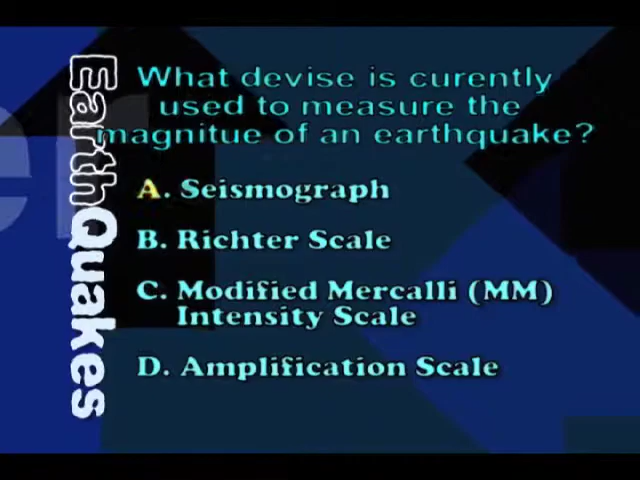 EarthQuakes
What devise is curently
used to measure the
magnitue of an earthquake?
A. Seismograph
B. Richter Scale
C. Modified Mercalli (MM)
Intensity Scale
D. Amplification Scale